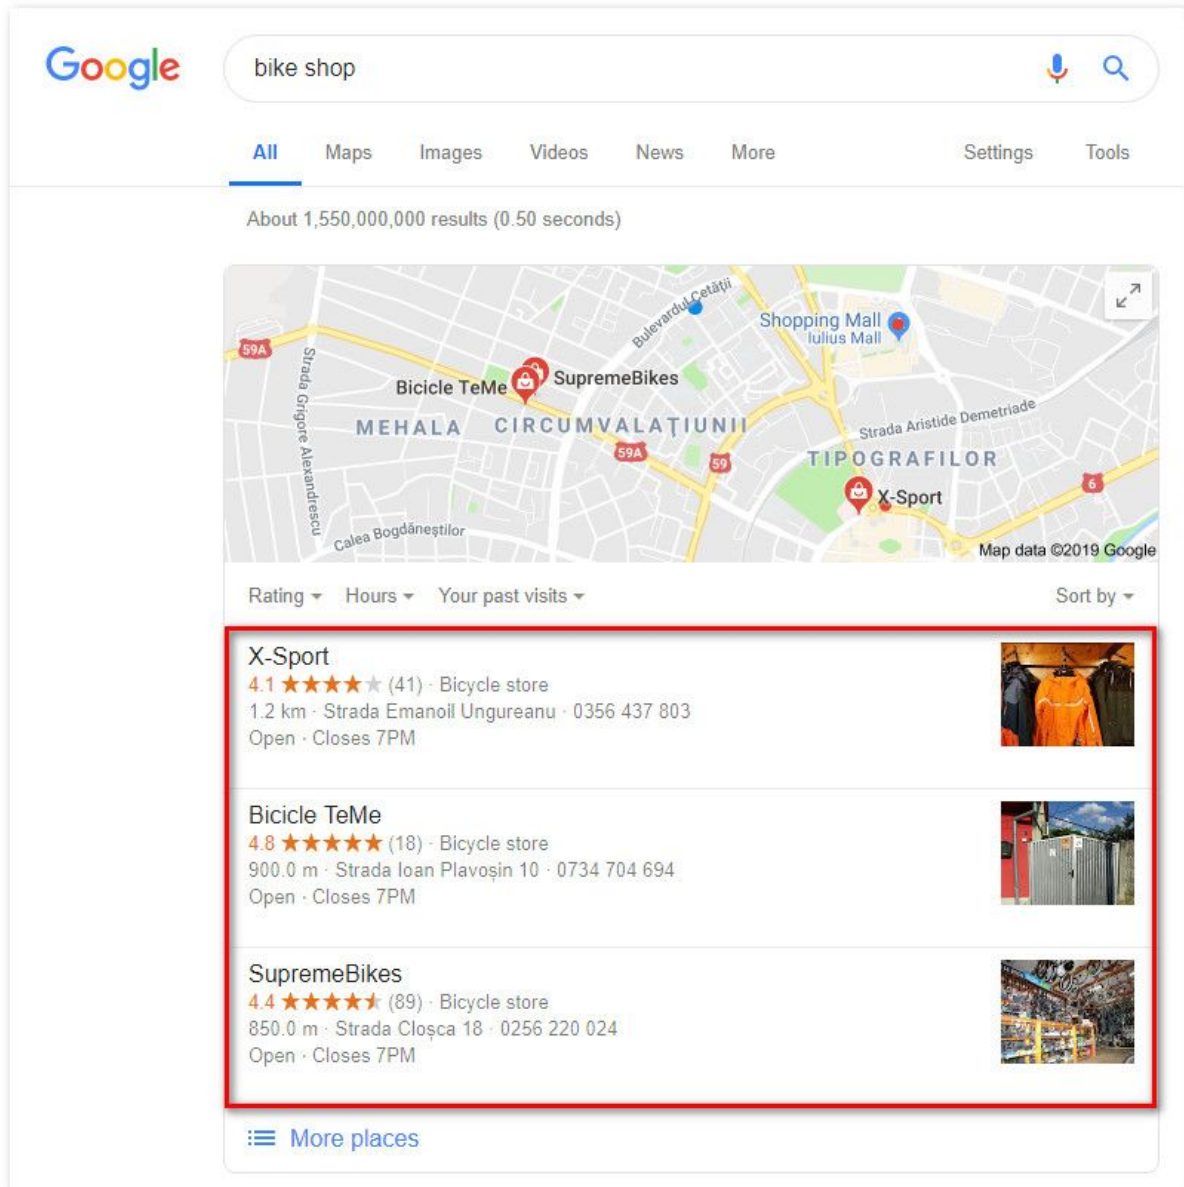 Google
bike shop
All Maps Images Videos News More Settings Tools
About 1,550,000,000 results (0.50 seconds)
Bulevardul Cetății
Shopping Mall
Iulius Mall
59A
Strada Grigore Alexandrescu
Bicicle TeMe
SupremeBikes
MEHALA
CIRCUMVALAȚIUNII
Strada Aristide Demetriade
59A
59
TIPOGRAFILOR
6
X-Sport
Calea Bogdăneștilor
Map data ©2019 Google
Rating Hours Your past visits Sort by
X-Sport
4.1 ★★★★★ (41) · Bicycle store
1.2 km · Strada Emanoil Ungureanu · 0356 437 803
Open · Closes 7PM
Bicicle TeMe
4.8 ★★★★★ (18) · Bicycle store
900.0 m · Strada Ioan Plavoșin 10 · 0734 704 694
Open · Closes 7PM
SupremeBikes
4.4 ★★★★★ (89) · Bicycle store
850.0 m · Strada Cloșca 18 · 0256 220 024
Open · Closes 7PM
More places